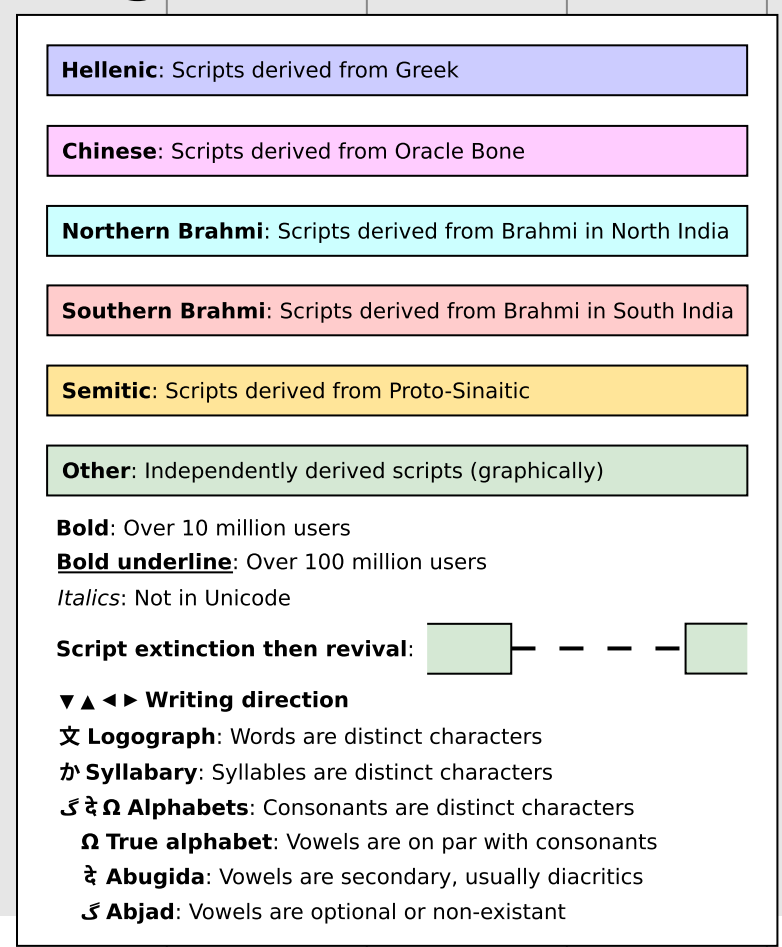 Hellenic: Scripts derived from Greek
Chinese: Scripts derived from Oracle Bone
Northern Brahmi: Scripts derived from Brahmi in North India
Southern Brahmi: Scripts derived from Brahmi in South India
Semitic: Scripts derived from Proto-Sinaitic
Other: Independently derived scripts (graphically)
Bold: Over 10 million users
Bold underline: Over 100 million users
Italics: Not in Unicode
Script extinction then revival:
▼▲◄► Writing direction
文 Logograph: Words are distinct characters
か Syllabary: Syllables are distinct characters
گ दे Ω Alphabets: Consonants are distinct characters
Ω True alphabet: Vowels are on par with consonants
दे Abugida: Vowels are secondary, usually diacritics
گ Abjad: Vowels are optional or non-existant